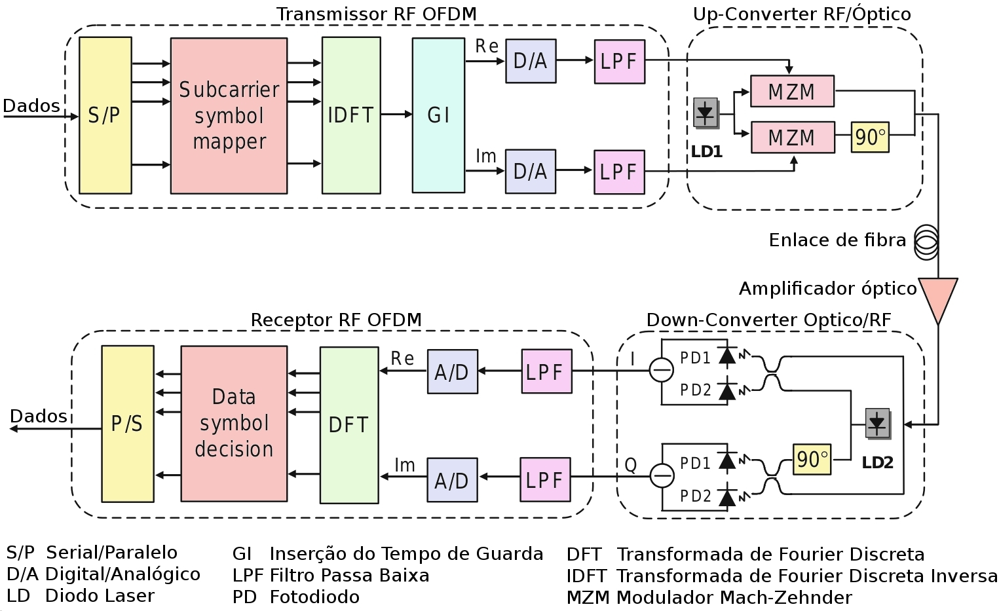 Transmissor RF OFDM
Up-Converter RF/Óptico
Dados
S/P
Subcarrier
symbol
mapper
IDFT
GI
Re
D/A
LPF
Im
D/A
LPF
MZM
MZM
90°
LD1
Enlace de fibra
Amplificador óptico
Receptor RF OFDM
Down-Converter Optico/RF
Dados
P/S
Data
symbol
decision
DFT
Re
A/D
LPF
I
PD1
PD2
Im
A/D
LPF
Q
PD1
PD2
90°
LD2
S/P Serial/Paralelo
D/A Digital/Analógico
LD Diodo Laser
GI Inserção do Tempo de Guarda
LPF Filtro Passa Baixa
PD Fotodiodo
DFT Transformada de Fourier Discreta
IDFT Transformada de Fourier Discreta Inversa
MZM Modulador Mach-Zehnder